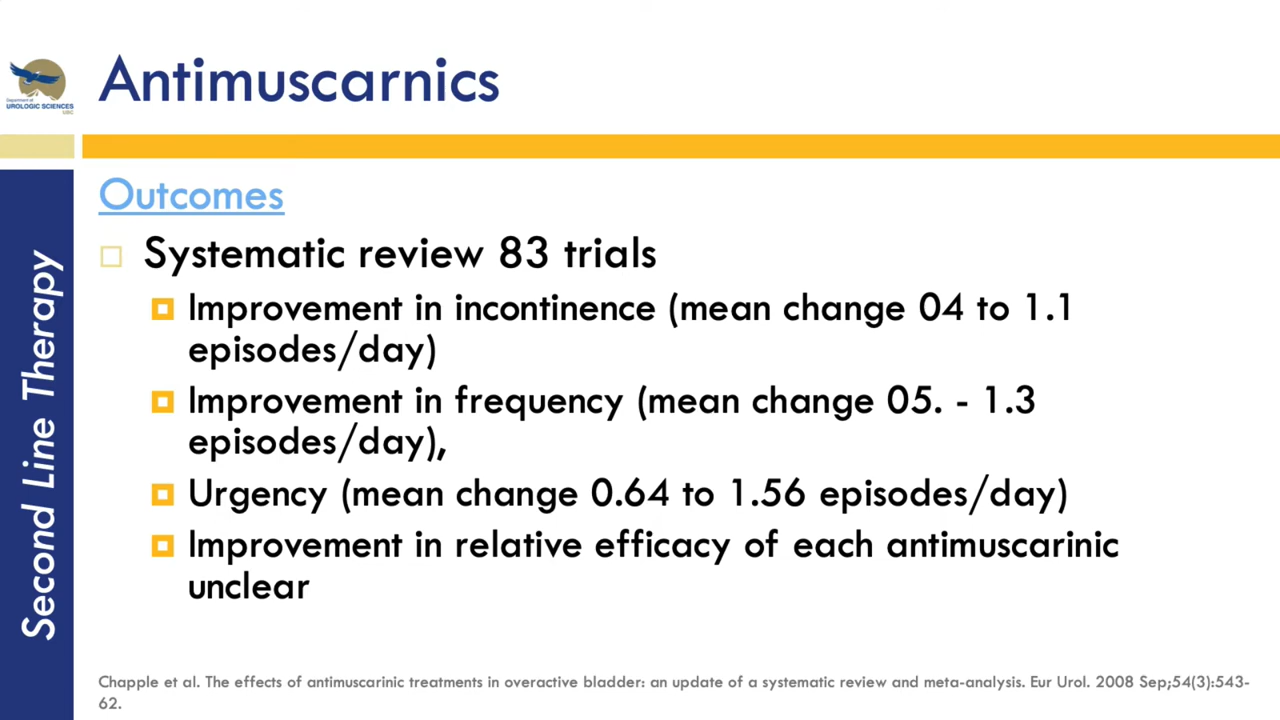 Antimuscarnics
Department of
UROLOGIC SCIENCES
UBC
Second Line Therapy
Outcomes
Systematic review 83 trials
Improvement in incontinence (mean change 04 to 1.1
episodes/day)
Improvement in frequency (mean change 05. - 1.3
episodes/day),
Urgency (mean change 0.64 to 1.56 episodes/day)
Improvement in relative efficacy of each antimuscarinic
unclear
Chapple et al. The effects of antimuscarinic treatments in overactive bladder: an update of a systematic review and meta-analysis. Eur Urol. 2008 Sep;54(3):543-
62.